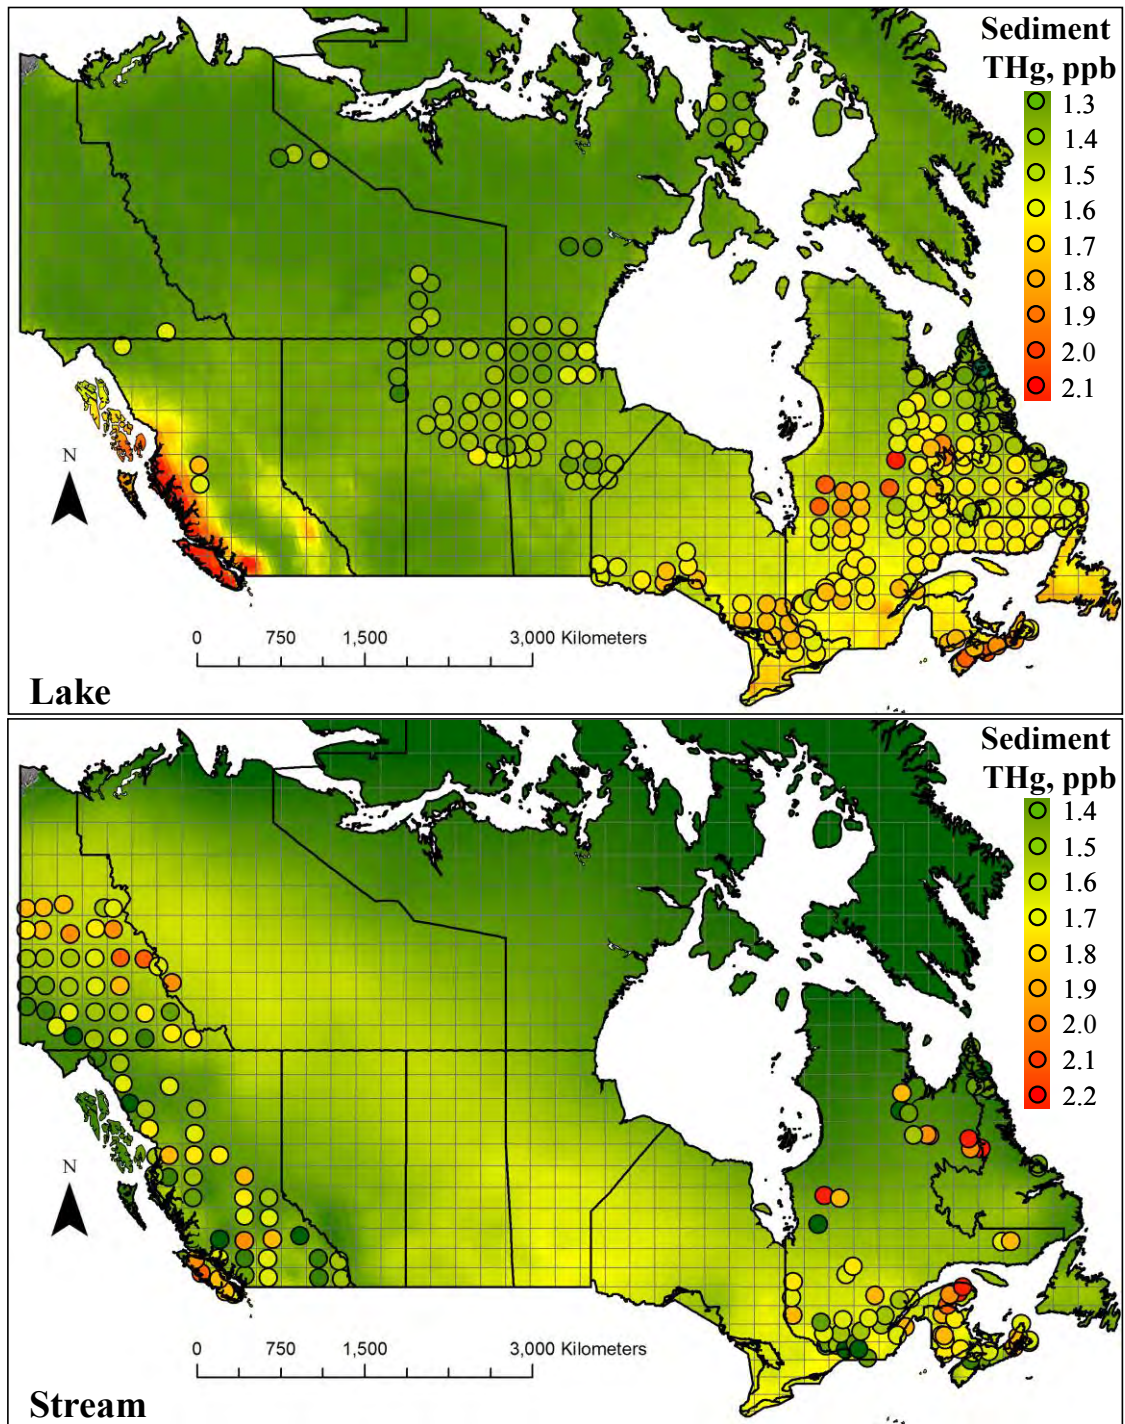 Sediment
THg, ppb
1.3
1.4
1.5
1.6
1.7
1.8
1.9
2.0
2.1
N
0 750 1,500 3,000 Kilometers
Lake
Sediment
THg, ppb
1.4
1.5
1.6
1.7
1.8
1.9
2.0
2.1
2.2
N
0 750 1,500 3,000 Kilometers
Stream